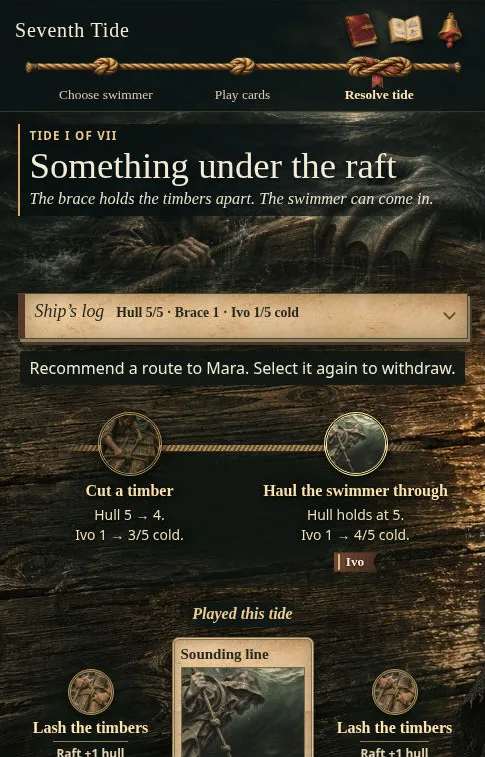 Seventh Tide
Choose swimmer
Play cards
Resolve tide
TIDE I OF VII
Something under the raft
The brace holds the timbers apart. The swimmer can come in.
Ship's log Hull 5/5 · Brace 1 · Ivo 1/5 cold
Recommend a route to Mara. Select it again to withdraw.
Cut a timber
Hull 5 → 4.
Ivo 1 → 3/5 cold.
Haul the swimmer through
Hull holds at 5.
Ivo 1 → 4/5 cold.
Ivo
Played this tide
Lash the timbers
Raft +1 hull
Sounding line
Lash the timbers
Raft +1 hull